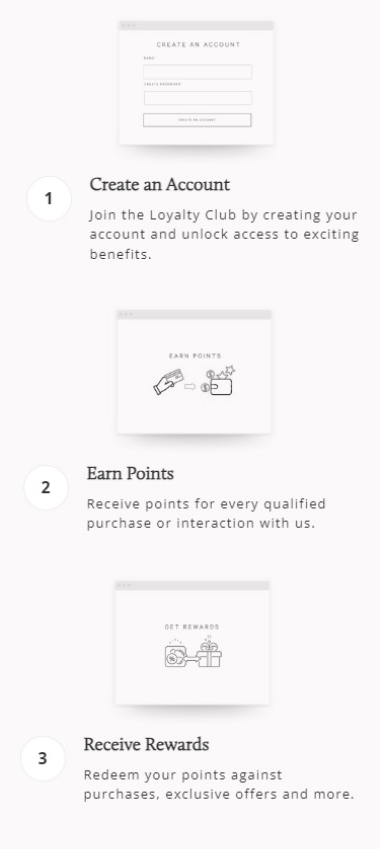 CREATE AN ACCOUNT
NAME*
CREATE PASSWORD*
CREATE AN ACCOUNT
1
Create an Account
Join the Loyalty Club by creating your
account and unlock access to exciting
benefits.
EARN POINTS
2
Earn Points
Receive points for every qualified
purchase or interaction with us.
GET REWARDS
3
Receive Rewards
Redeem your points against
purchases, exclusive offers and more.